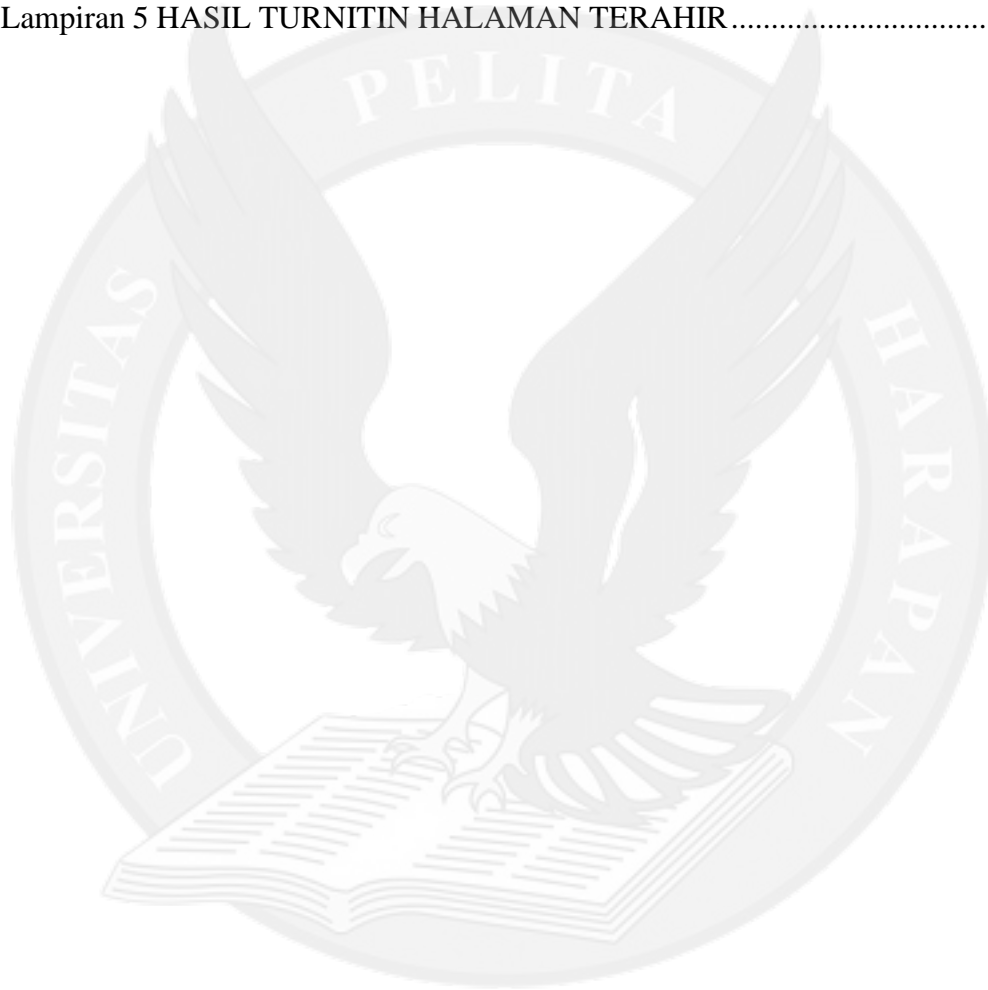 Lampiran 5 HASIL TURNITIN HALAMAN TERAHIR................................
PELITA
UNIVERSITAS
HARAPAN